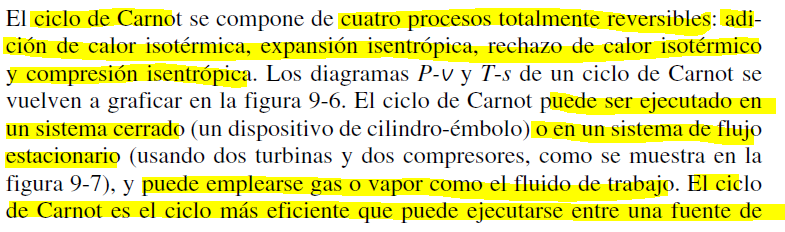 El ciclo de Carnot se compone de cuatro procesos totalmente reversibles: adi-
ción de calor isotérmica, expansión isentrópica, rechazo de calor isotérmico
y compresión isentrópica. Los diagramas P-v y T-s de un ciclo de Carnot se
vuelven a graficar en la figura 9-6. El ciclo de Carnot puede ser ejecutado en
un sistema cerrado (un dispositivo de cilindro-émbolo) o en un sistema de flujo
estacionario (usando dos turbinas y dos compresores, como se muestra en la
figura 9-7), y puede emplearse gas o vapor como el fluido de trabajo. El ciclo
de Carnot es el ciclo más eficiente que puede ejecutarse entre una fuente de